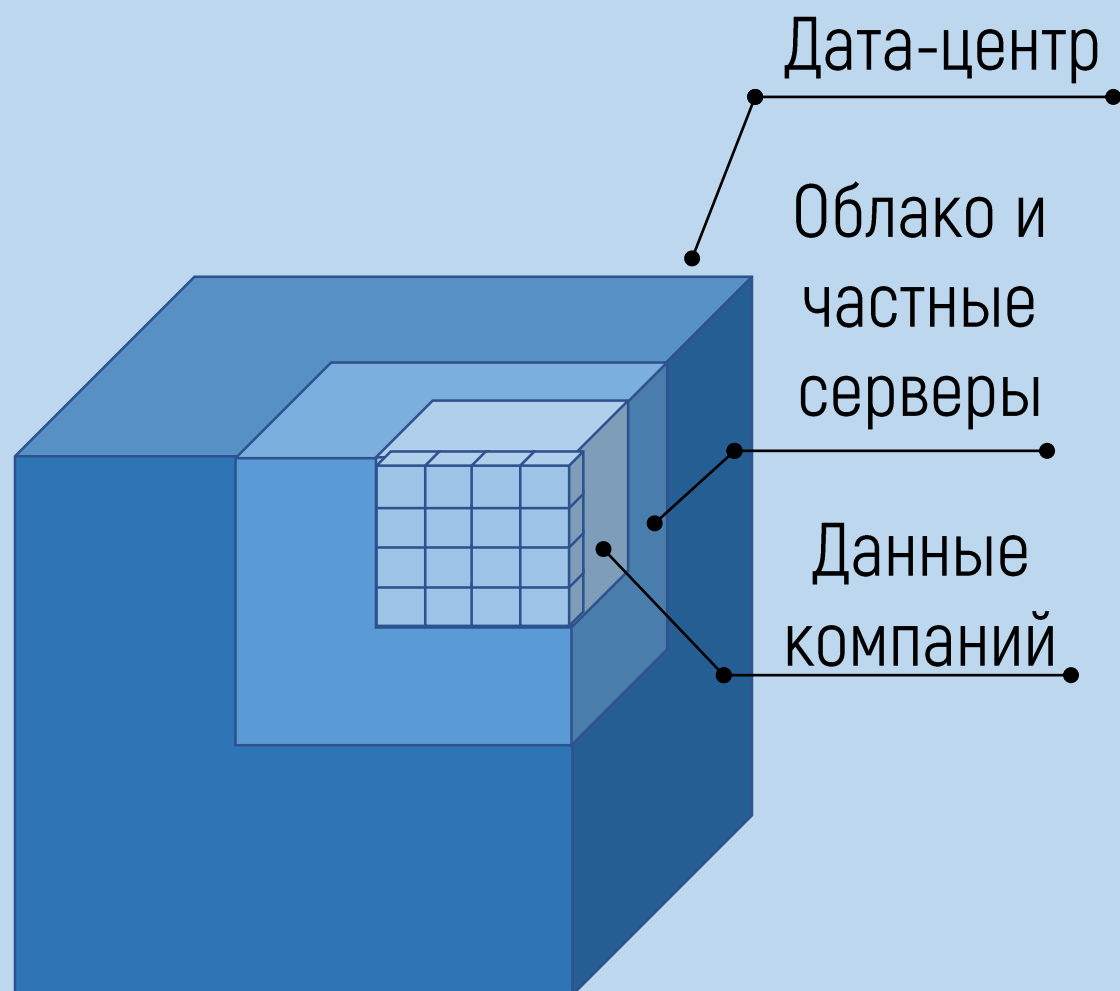 Дата-центр
Облако и
частные
серверы
Данные
компаний